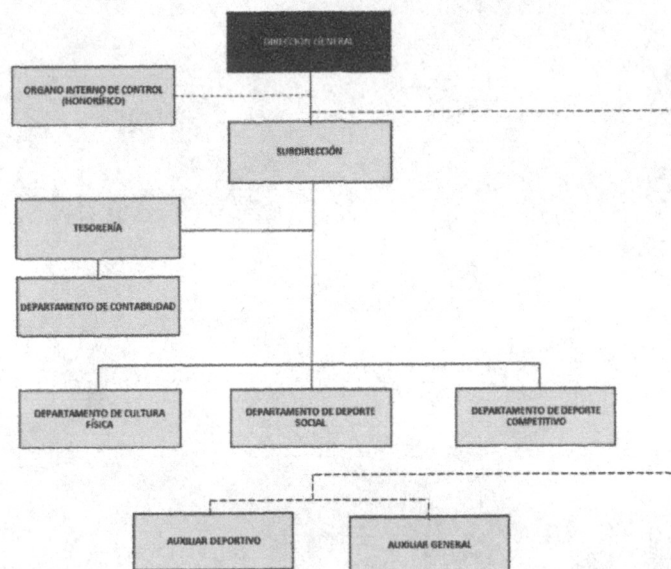 DIRECCIÓN GENERAL
ORGANO INTERNO DE CONTROL
(HONORÍFICO)
SUBDIRECCIÓN
TESORERÍA
DEPARTAMENTO DE CONTABILIDAD
DEPARTAMENTO DE CULTURA
FÍSICA
DEPARTAMENTO DE DEPORTE
SOCIAL
DEPARTAMENTO DE DEPORTE
COMPETITIVO
AUXILIAR DEPORTIVO
AUXILIAR GENERAL